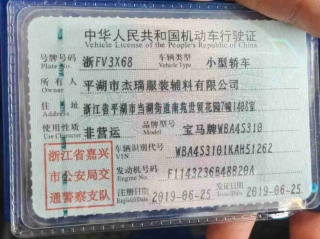 中华人民共和国机动车行驶证
Vehicle License of the People's Republic of China
号牌号码 浙FV3X68 车辆类型 小型轿车
Plate No. Vehicle Type
所有人 平湖市杰瑞服装辅料有限公司
Owner
住址 浙江省平湖市当湖街道南苑世贸花园7幢1402室
Address
使用性质 非营运 品牌型号 宝马牌WBA4S310
Use Character Model
浙江省嘉兴
市公安局交
通警察支队
车辆识别代号 WBA4S3101KAH51262
VIN
发动机号码 F1143236B48B20A
Engine No.
注册日期 2019-06-25 发证日期 2019-06-25
Register Date Issue Date